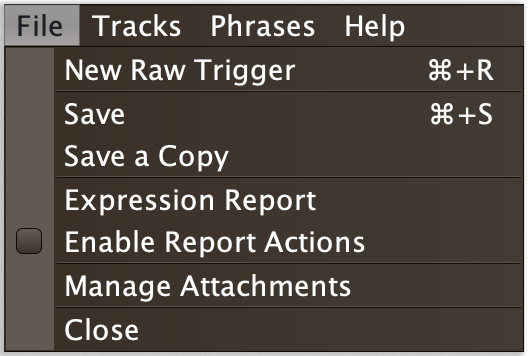 File Tracks Phrases Help
New Raw Trigger ⌘+R
Save ⌘+S
Save a Copy
Expression Report
Enable Report Actions
Manage Attachments
Close